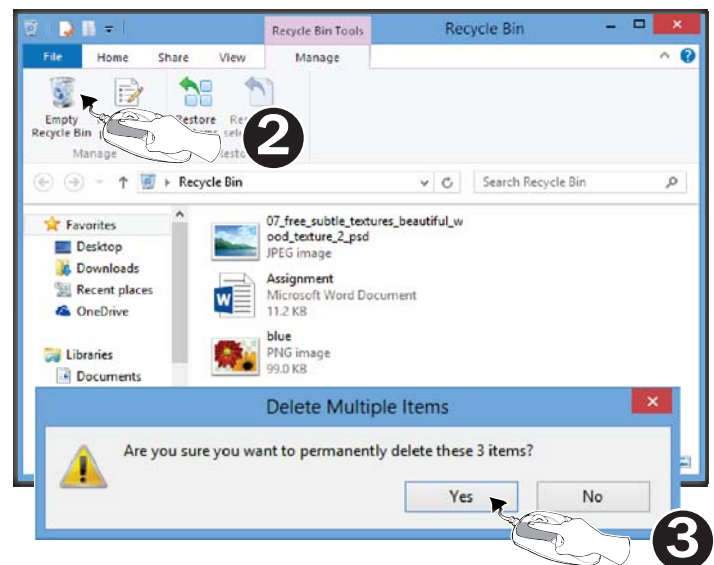 Recycle Bin Tools
Recycle Bin
File Home Share View Manage
Empty
Recycle Bin
Manage
2
Recycle Bin
Search Recycle Bin
Favorites
Desktop
Downloads
Recent places
OneDrive
Libraries
Documents
07_free_subtle_textures_beautiful_w
ood_texture_2_psd
JPEG image
Assignment
Microsoft Word Document
11.2 KB
blue
PNG image
99.0 KB
Delete Multiple Items
Are you sure you want to permanently delete these 3 items?
Yes No
3